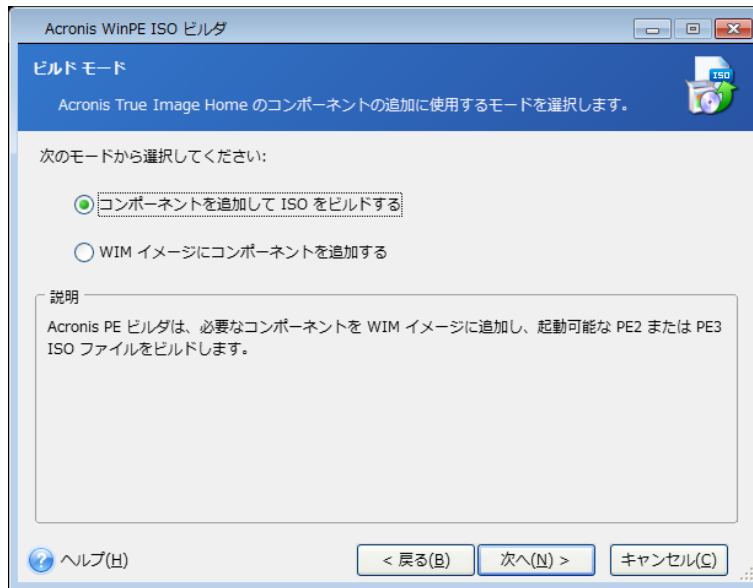 Acronis WinPE ISO ビルダ
ビルド モード
ISO
Acronis True Image Home のコンポーネントの追加に使用するモードを選択します。
次のモードから選択してください:
コンポーネントを追加して ISO をビルドする
WIM イメージにコンポーネントを追加する
説明
Acronis PE ビルダは、必要なコンポーネントを WIM イメージに追加し、起動可能な PE2 または PE3
ISO ファイルをビルドします。
ヘルプ(H)
< 戻る(B)
次へ(N) >
キャンセル(C)